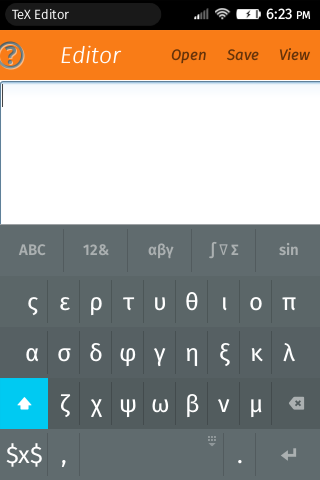 TeX Editor 6:23 PM
? Editor Open Save View
ABC 12& αβγ ∫∇Σ sin
ς ε ρ τ υ θ ι ο π
α σ δ φ γ η ξ κ λ
ζ χ ψ ω β ν μ
$x$ , .